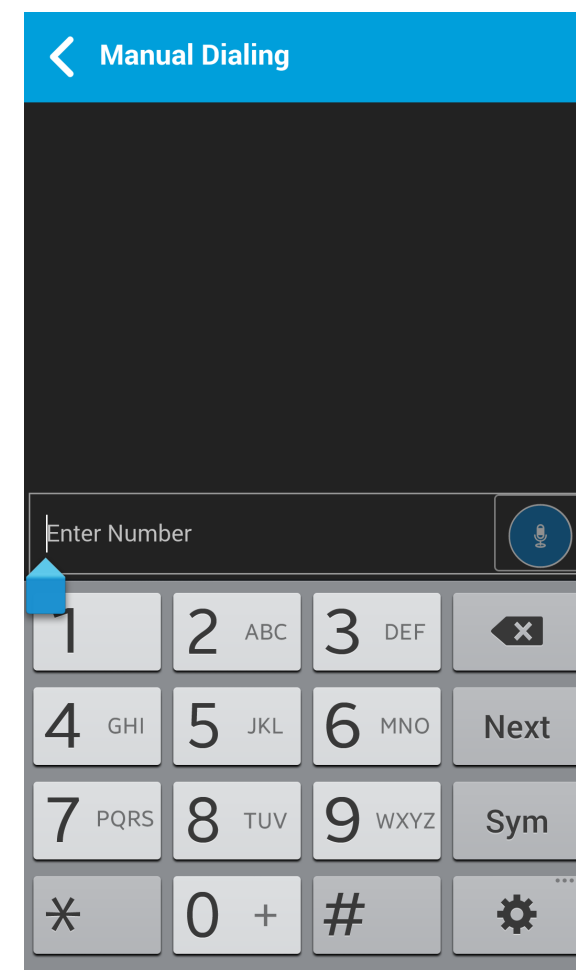 Manual Dialing
Enter Number
1 2 ABC 3 DEF
4 GHI 5 JKL 6 MNO Next
7 PQRS 8 TUV 9 WXYZ Sym
* 0 + #